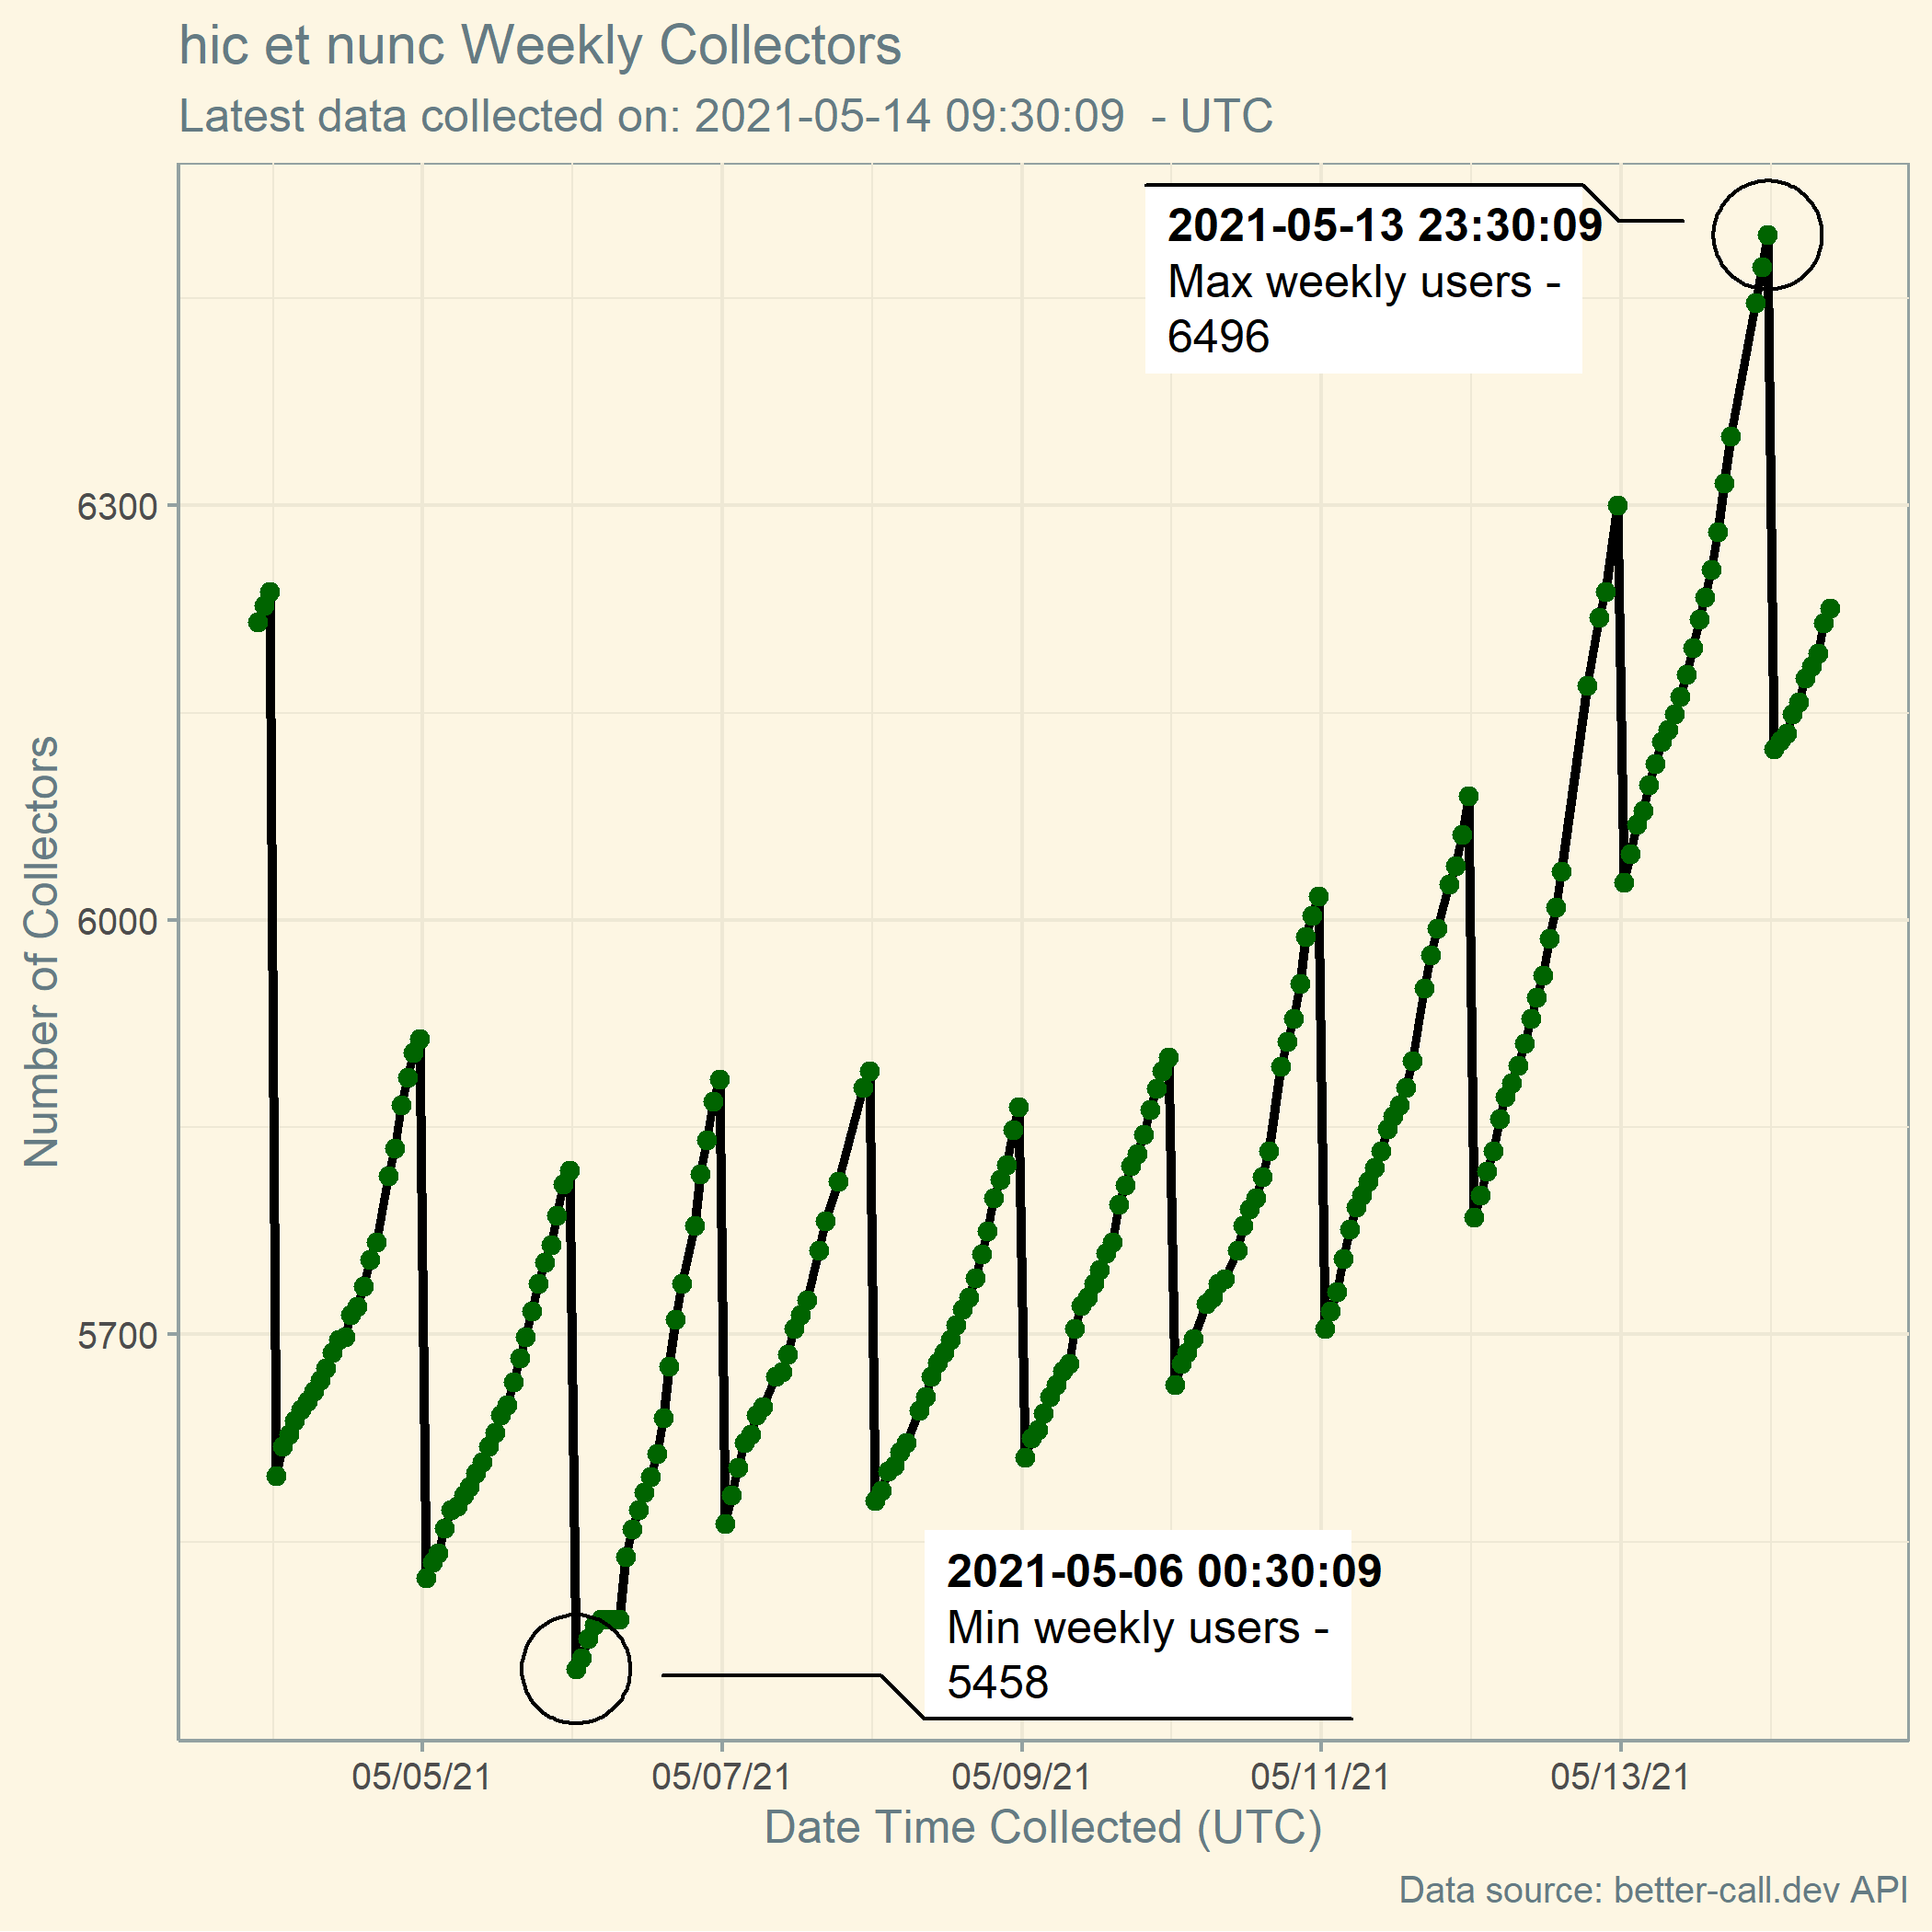 hic et nunc Weekly Collectors
Latest data collected on: 2021-05-14 09:30:09  - UTC
2021-05-13 23:30:09
Max weekly users -
6496
Number of Collectors
6300
6000
5700
2021-05-06 00:30:09
Min weekly users -
5458
05/05/21
05/07/21
05/09/21
05/11/21
05/13/21
Date Time Collected (UTC)
Data source: better-call.dev API